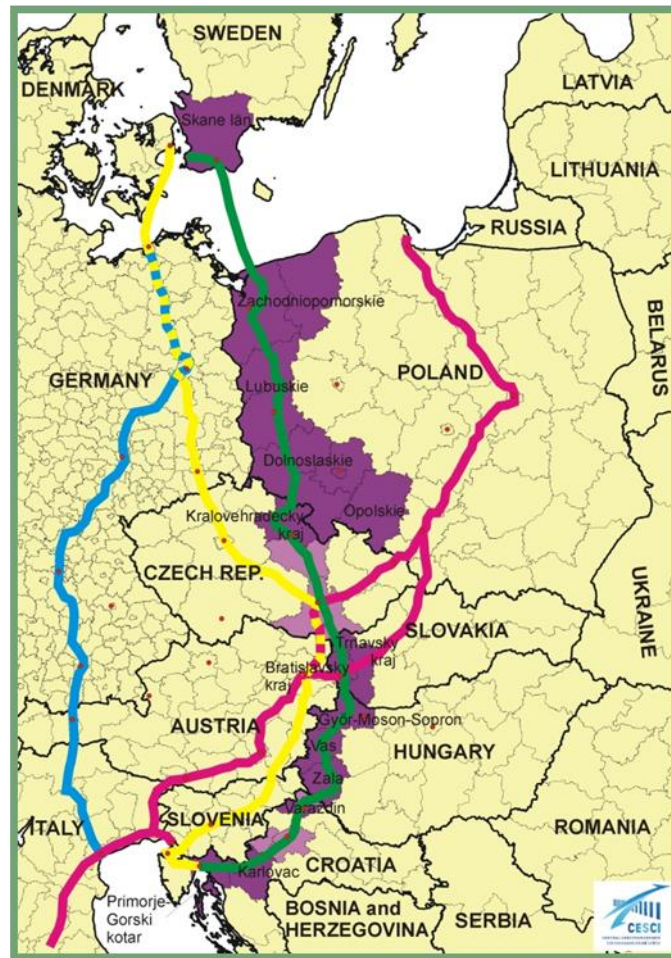 SWEDEN
DENMARK
LATVIA
Skane län
LITHUANIA
RUSSIA
BELARUS
Zachodniopomorskie
GERMANY
POLAND
Lubuskie
Dolnoslaskie
Opolskie
Kralovehradecky
kraj
CZECH REP.
UKRAINE
SLOVAKIA
Trnavsky
kraj
Bratislavsky
kraj
AUSTRIA
Győr-Moson-Sopron
Vas
HUNGARY
Zala
SLOVENIA
Varazdin
ITALY
ROMANIA
CROATIA
Karlovac
Primorje-
Gorski
kotar
BOSNIA and
HERZEGOVINA
SERBIA
CESCI